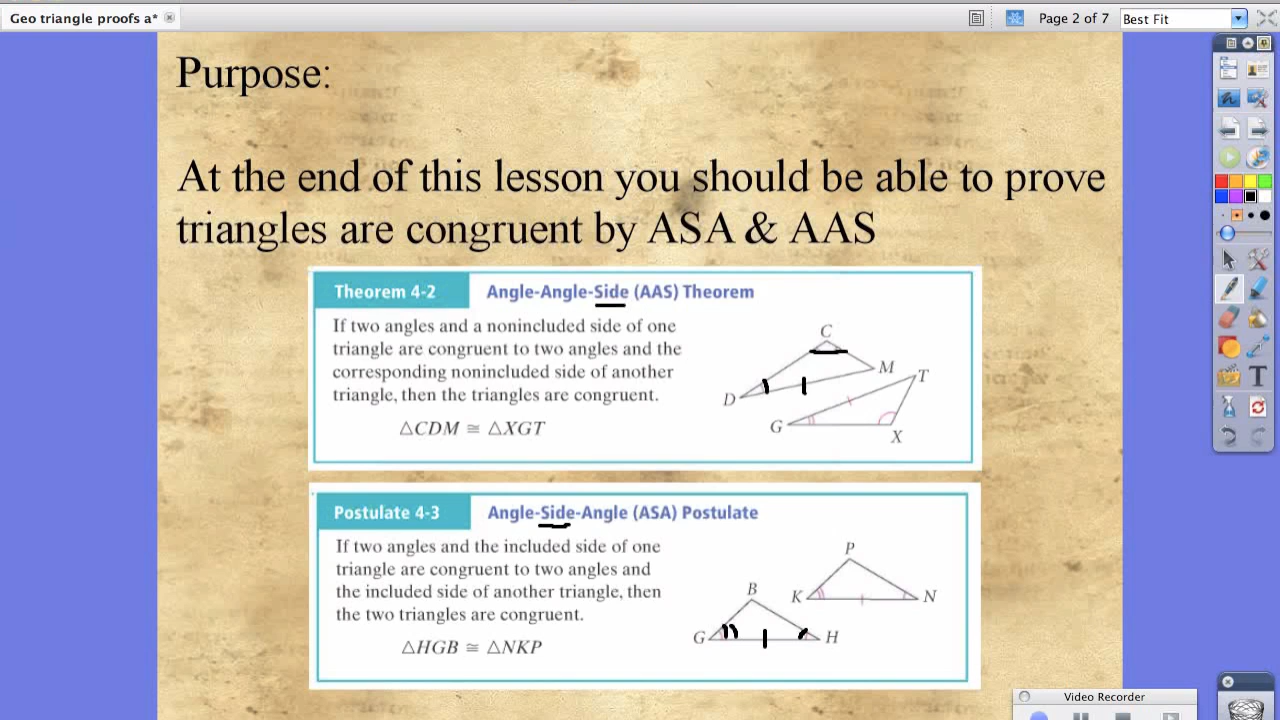 Geo triangle proofs a*
Page 2 of 7
Best Fit
Purpose:
At the end of this lesson you should be able to prove
triangles are congruent by ASA & AAS
Theorem 4-2
Angle-Angle-Side (AAS) Theorem
If two angles and a nonincluded side of one
triangle are congruent to two angles and the
corresponding nonincluded side of another
triangle, then the triangles are congruent.
△CDM ≅ △XGT
C
M
D
T
G
X
Postulate 4-3
Angle-Side-Angle (ASA) Postulate
If two angles and the included side of one
triangle are congruent to two angles and
the included side of another triangle, then
the two triangles are congruent.
△HGB ≅ △NKP
P
B
K
N
G
H
T
Video Recorder